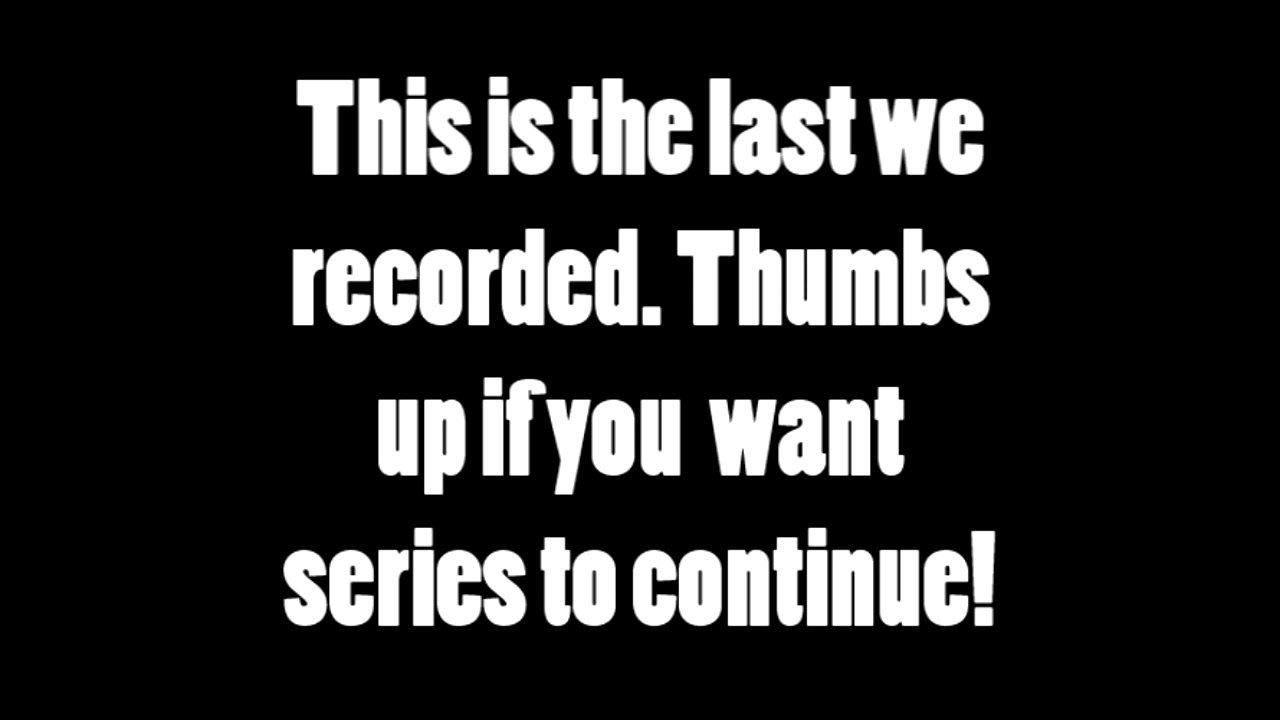 This is the last we
recorded. Thumbs
up if you want
series to continue!